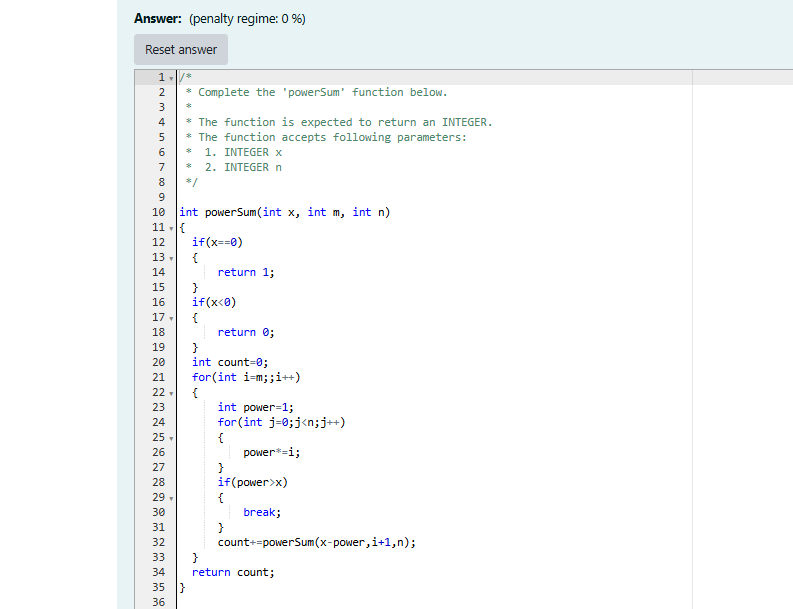 Answer: (penalty regime: 0 %)
Reset answer
1 /*
2 * Complete the 'powerSum' function below.
3 *
4 * The function is expected to return an INTEGER.
5 * The function accepts following parameters:
6 * 1. INTEGER x
7 * 2. INTEGER n
8 */
9
10 int powerSum(int x, int m, int n)
11 {
12 if(x==0)
13 {
14 return 1;
15 }
16 if(x<0)
17 {
18 return 0;
19 }
20 int count=0;
21 for(int i=m;;i++)
22 {
23 int power=1;
24 for(int j=0;j<n;j++)
25 {
26 power*=i;
27 }
28 if(power>x)
29 {
30 break;
31 }
32 count+=powerSum(x-power,i+1,n);
33 }
34 return count;
35 }
36